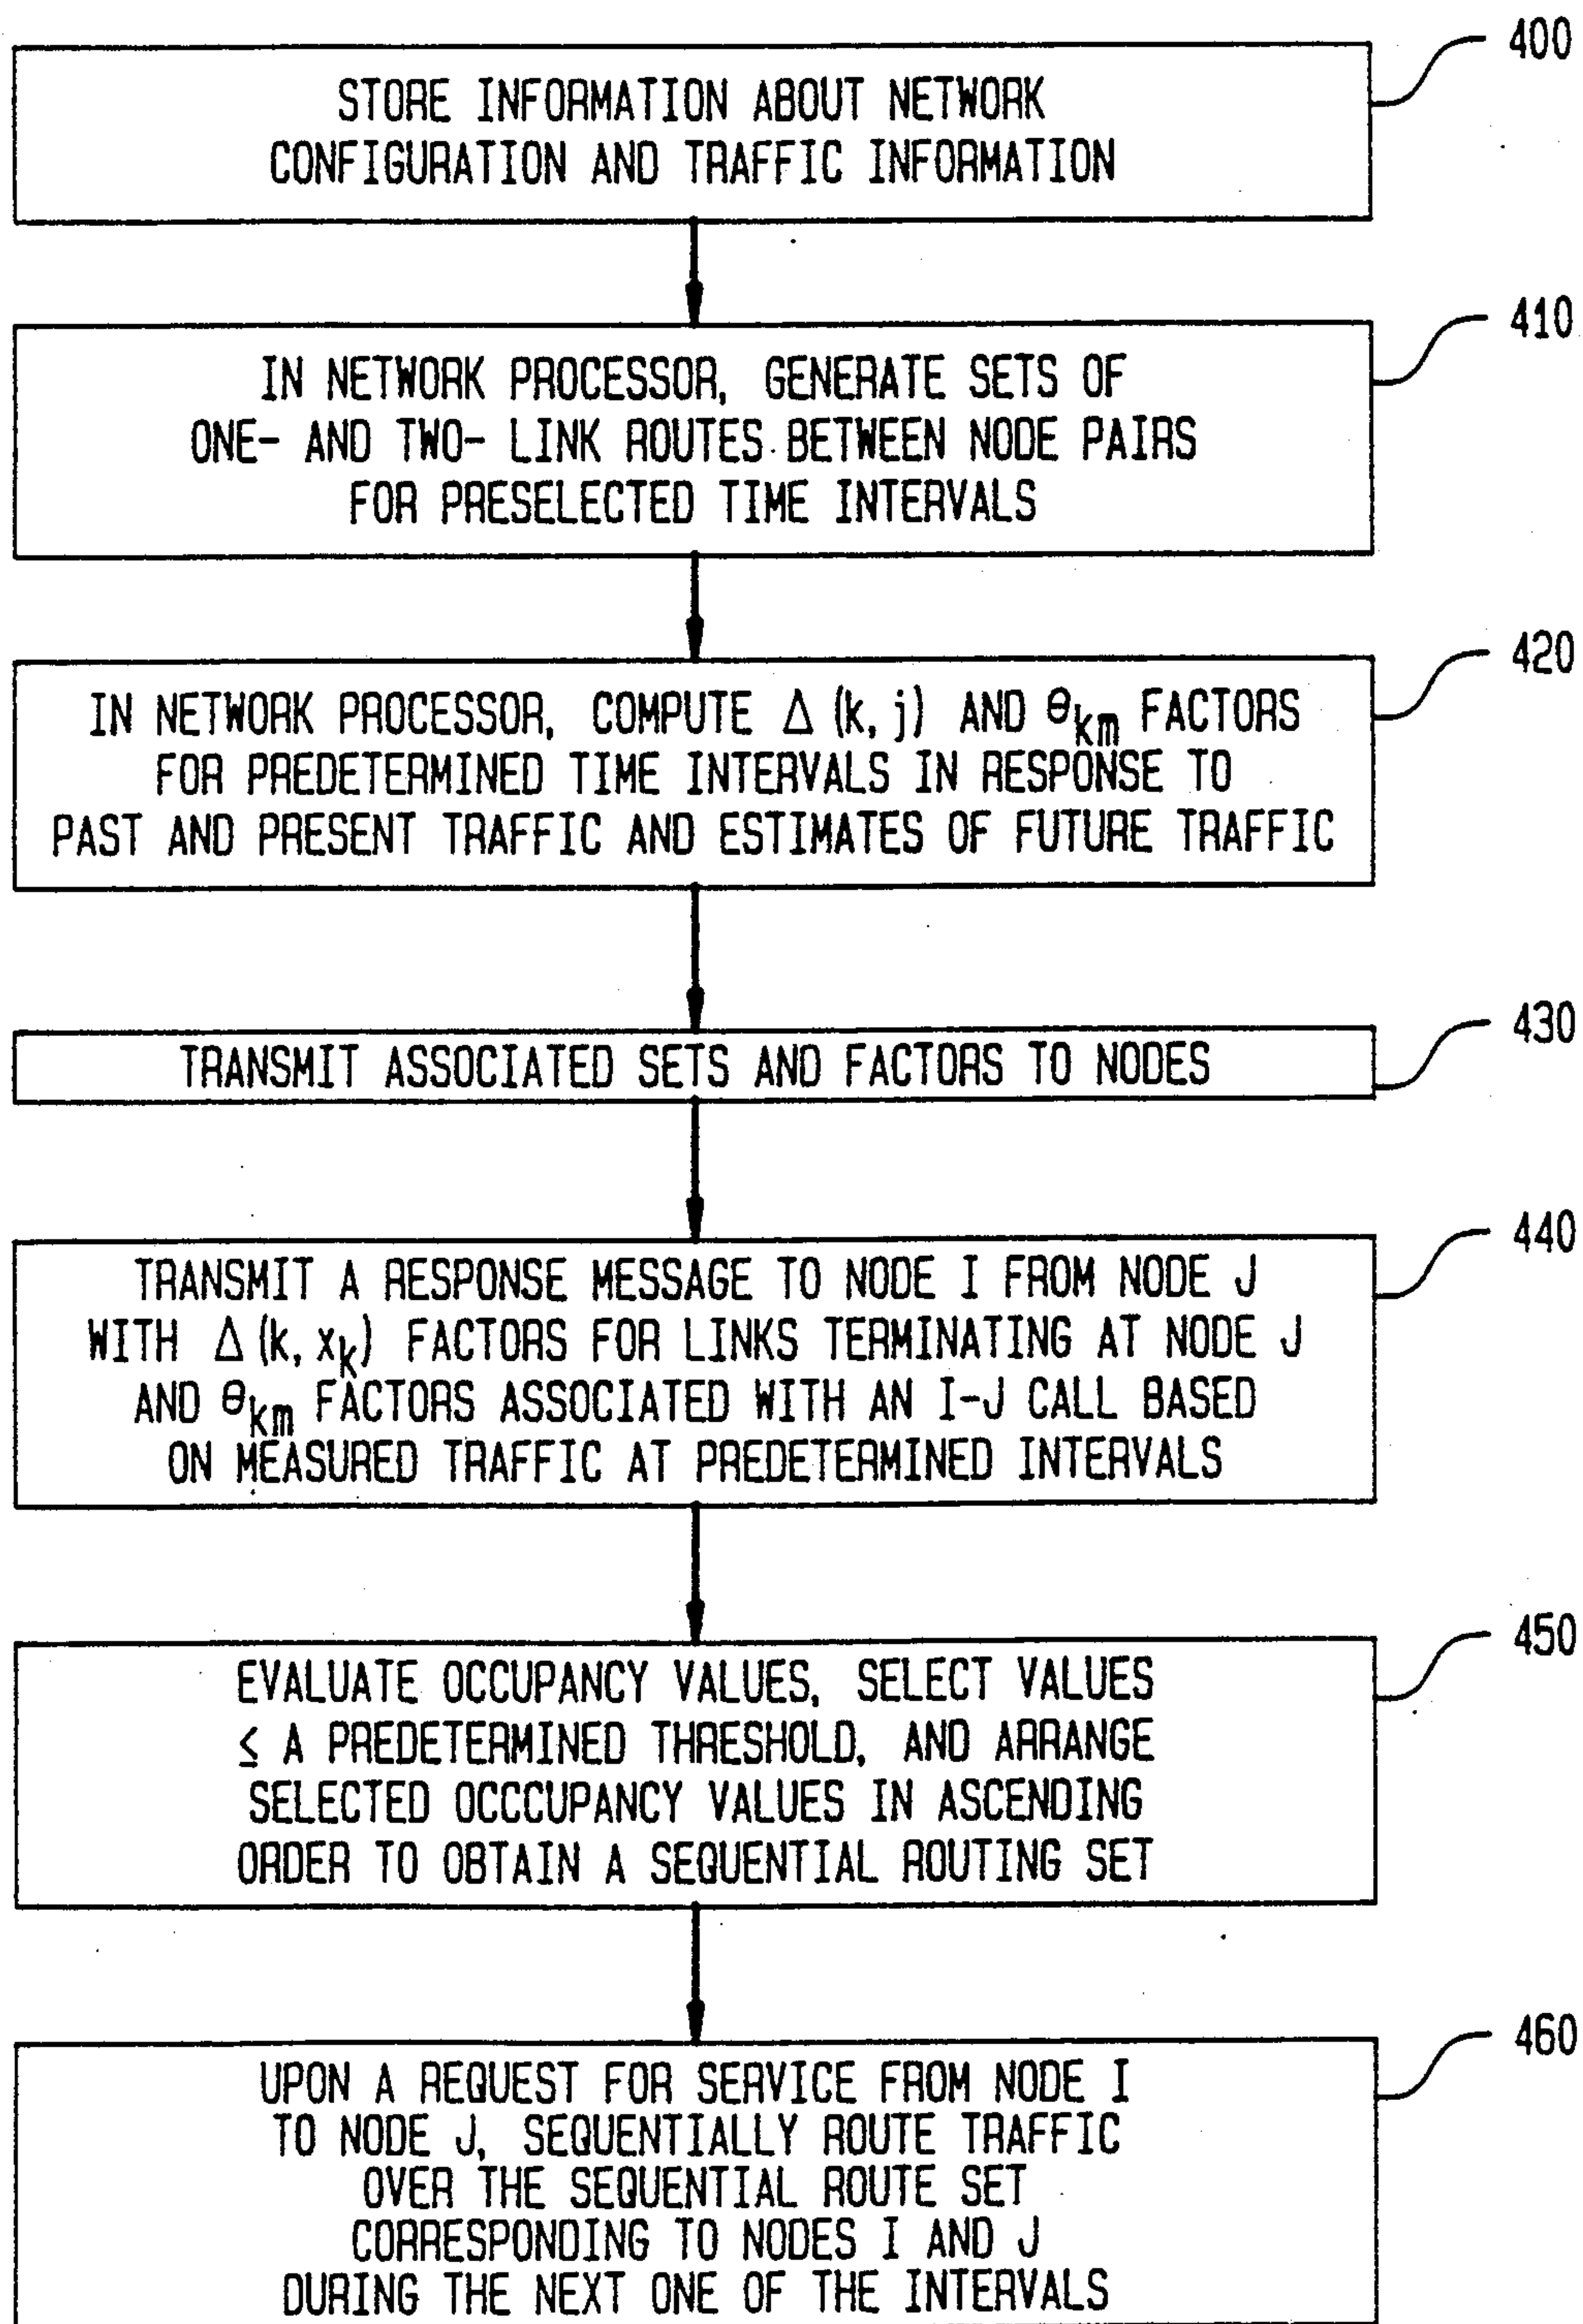 400
STORE INFORMATION ABOUT NETWORK
CONFIGURATION AND TRAFFIC INFORMATION
410
IN NETWORK PROCESSOR, GENERATE SETS OF
ONE- AND TWO- LINK ROUTES BETWEEN NODE PAIRS
FOR PRESELECTED TIME INTERVALS
420
IN NETWORK PROCESSOR, COMPUTE Δ (k, j) AND θkm FACTORS
FOR PREDETERMINED TIME INTERVALS IN RESPONSE TO
PAST AND PRESENT TRAFFIC AND ESTIMATES OF FUTURE TRAFFIC
430
TRANSMIT ASSOCIATED SETS AND FACTORS TO NODES
440
TRANSMIT A RESPONSE MESSAGE TO NODE I FROM NODE J
WITH Δ (k, xk) FACTORS FOR LINKS TERMINATING AT NODE J
AND θkm FACTORS ASSOCIATED WITH AN I-J CALL BASED
ON MEASURED TRAFFIC AT PREDETERMINED INTERVALS
450
EVALUATE OCCUPANCY VALUES, SELECT VALUES
≤ A PREDETERMINED THRESHOLD, AND ARRANGE
SELECTED OCCCUPANCY VALUES IN ASCENDING
ORDER TO OBTAIN A SEQUENTIAL ROUTING SET
460
UPON A REQUEST FOR SERVICE FROM NODE I
TO NODE J, SEQUENTIALLY ROUTE TRAFFIC
OVER THE SEQUENTIAL ROUTE SET
CORRESPONDING TO NODES I AND J
DURING THE NEXT ONE OF THE INTERVALS